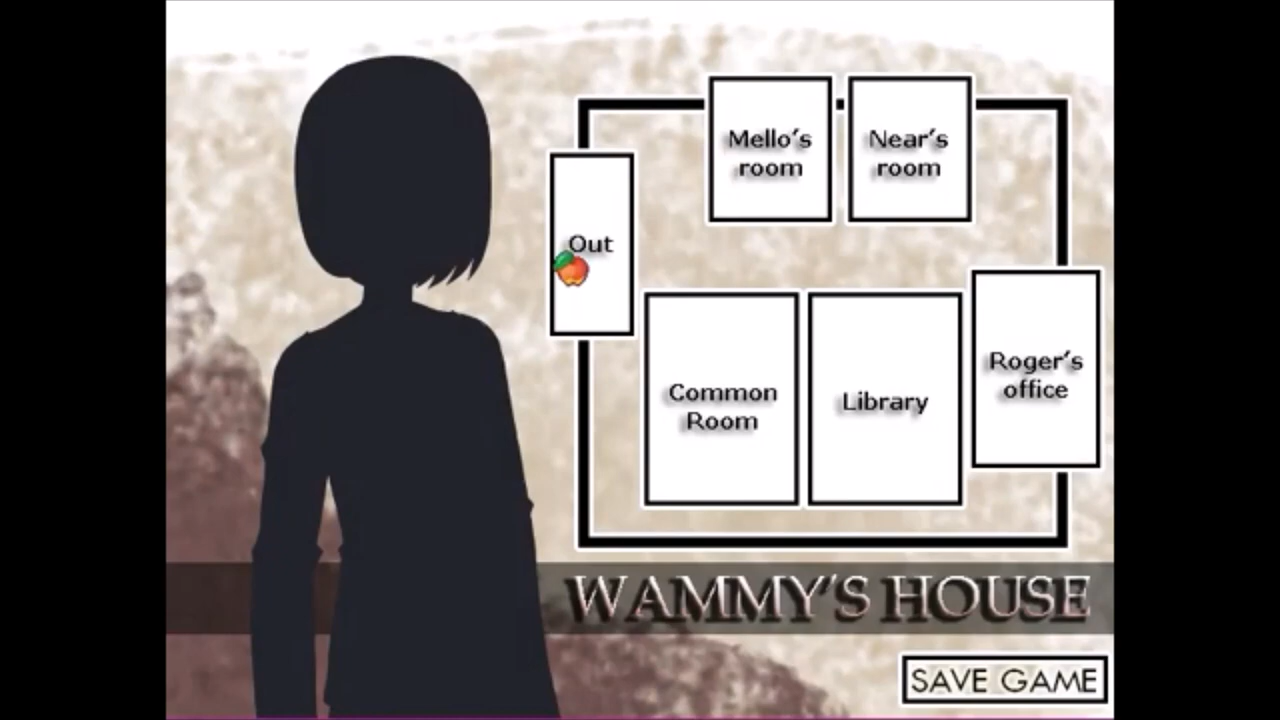 Mello's
room
Near's
room
Out
Common
Room
Library
Roger's
office
WAMMY'S HOUSE
SAVE GAME